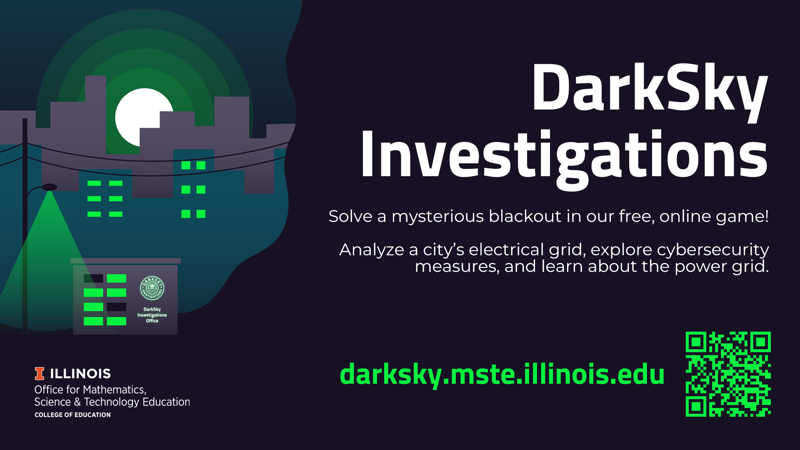 DarkSky
Investigations
Solve a mysterious blackout in our free, online game!
Analyze a city's electrical grid, explore cybersecurity
measures, and learn about the power grid.
DarkSky
Investigations
Office
darksky.mste.illinois.edu
I ILLINOIS
Office for Mathematics,
Science & Technology Education
COLLEGE OF EDUCATION